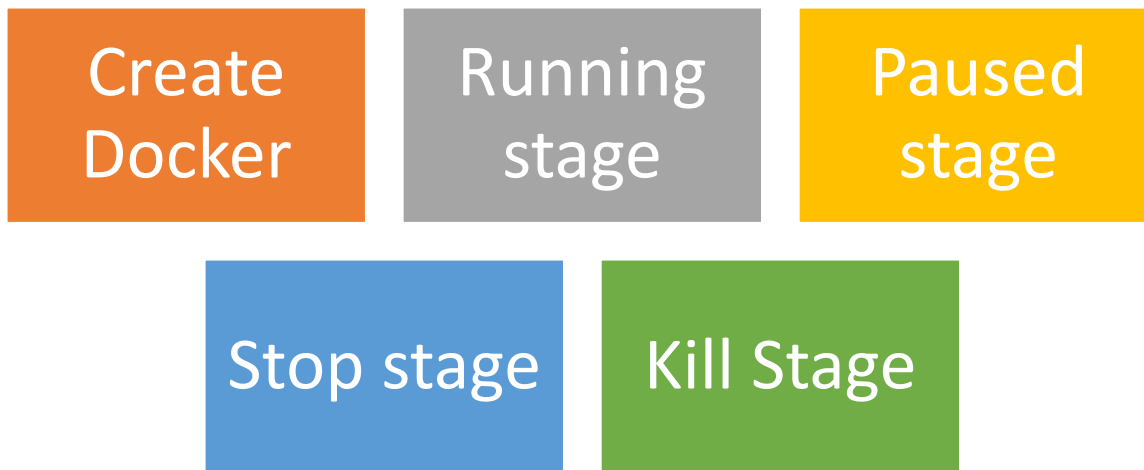 Create
Docker
Running
stage
Paused
stage
Stop stage
Kill Stage